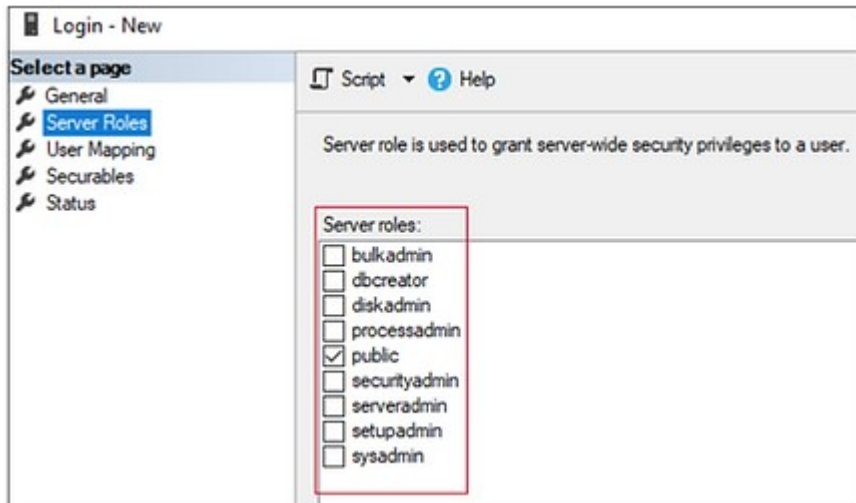 Login - New
Select a page
General
Server Roles
User Mapping
Securables
Status
Script
Help
Server role is used to grant server-wide security privileges to a user.
Server roles:
bulkadmin
dbcreator
diskadmin
processadmin
public
securityadmin
serveradmin
setupadmin
sysadmin